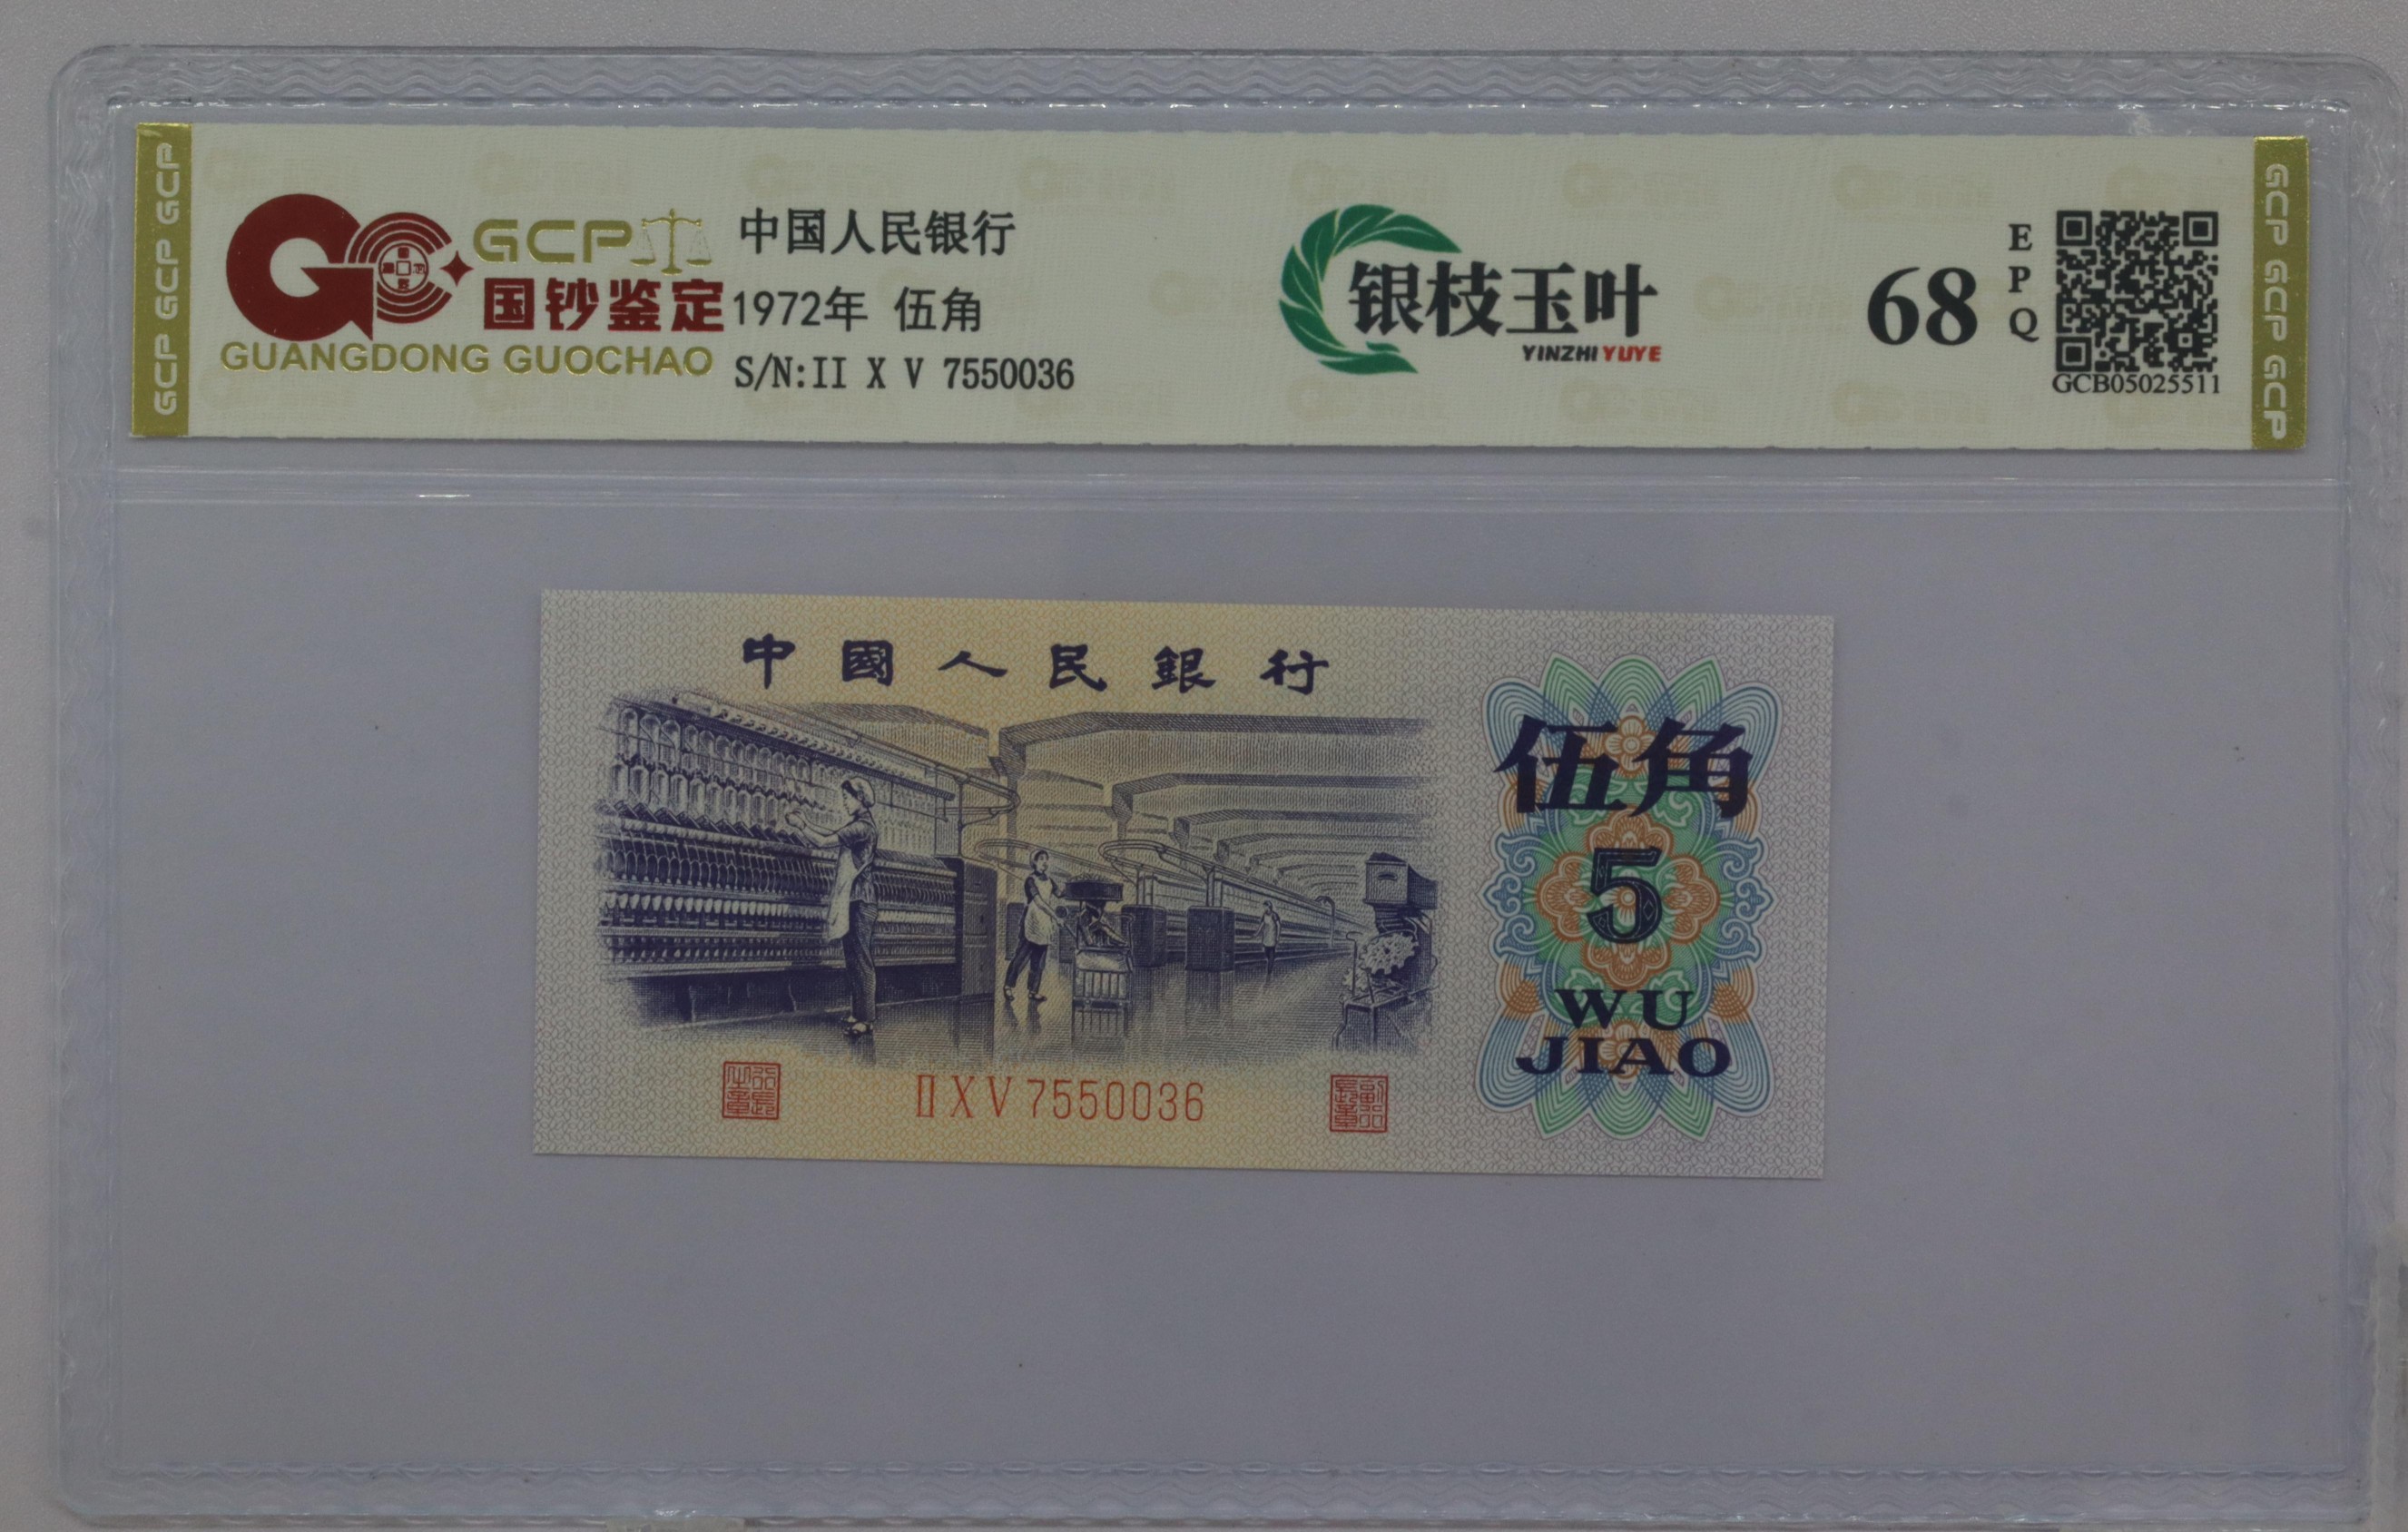 GCP GCP GCP
GCP
国钞鉴定
GUANGDONG GUOCHAO
中国人民银行
1972年 伍角
S/N:II X V 7550036
银枝玉叶
YINZHI YUYE
68
EPQ
GCB05025511
GCP GCP GCP
中國人民銀行
伍角
5
WU
JIAO
II X V 7550036